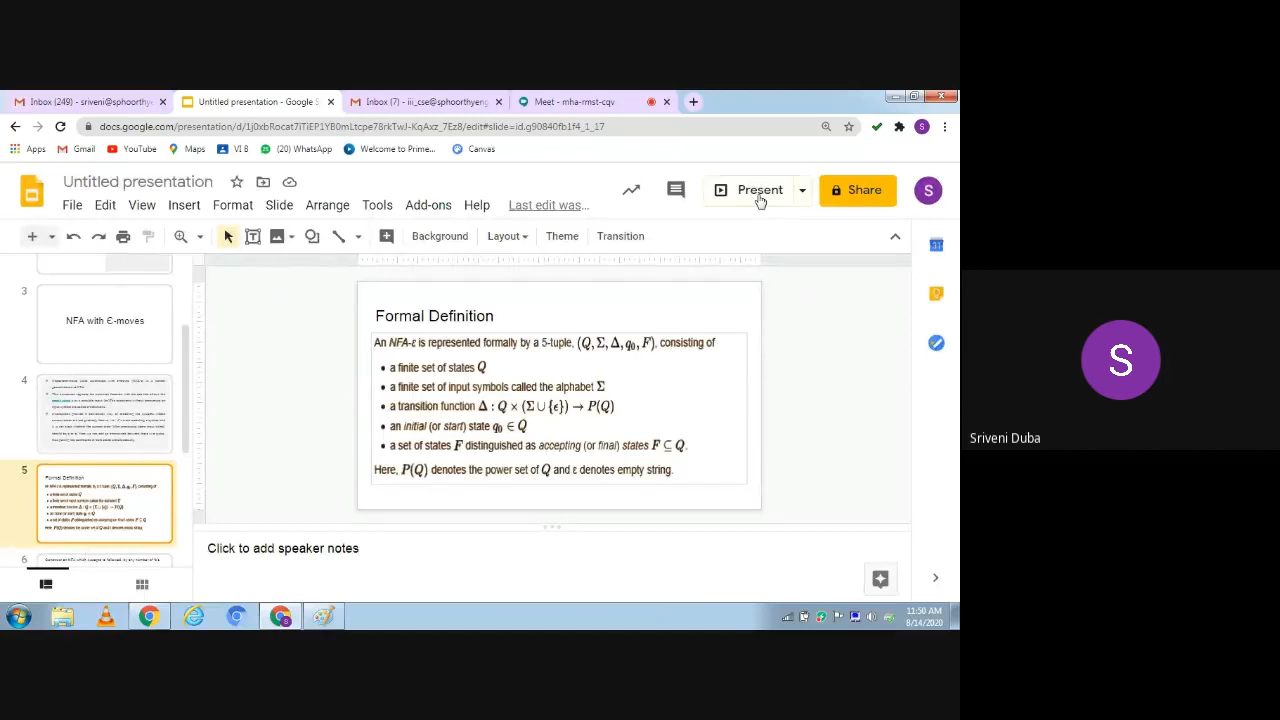 Inbox (249) - sriveni@sphoorthye
Untitled presentation - Google S
Inbox (7) - iii_cse@sphoorthyeng
Meet - mha-rmst-cqv
docs.google.com/presentation/d/1j0xbRocat7iTiEP1YB0mLtcpe78rkTwJ-KqAxz_7Ez8/edit#slide=id.g90840fb1f4_1_17
Apps Gmail YouTube Maps VI B (20) WhatsApp Welcome to Prime... Canvas
Untitled presentation
Present
Share
S
File Edit View Insert Format Slide Arrange Tools Add-ons Help Last edit was...
Background Layout Theme Transition
3
NFA with Є-moves
4
5
Formal Definition
6
Formal Definition
An NFA-ε is represented formally by a 5-tuple, (Q, Σ, Δ, q₀, F), consisting of
• a finite set of states Q
• a finite set of input symbols called the alphabet Σ
• a transition function Δ : Q × (Σ ∪ {ϵ}) → P(Q)
• an initial (or start) state q₀ ∈ Q
• a set of states F distinguished as accepting (or final) states F ⊆ Q.
Here, P(Q) denotes the power set of Q and ε denotes empty string.
Click to add speaker notes
11:50 AM
8/14/2020
S
Sriveni Duba